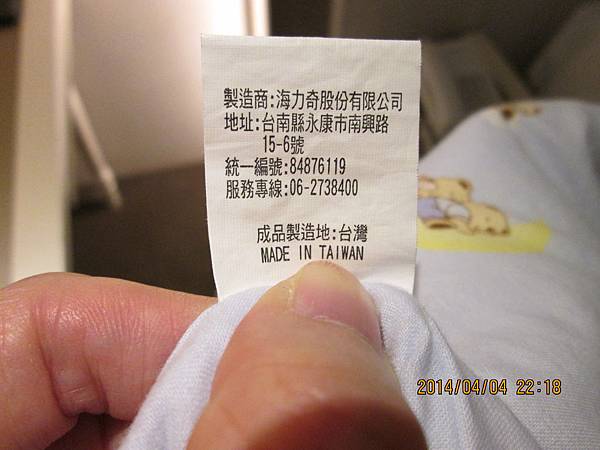 製造商:海力奇股份有限公司
地址:台南縣永康市南興路
15-6號
統一編號:84876119
服務專線:06-2738400
成品製造地:台灣
MADE IN TAIWAN
2014/04/04 22:18